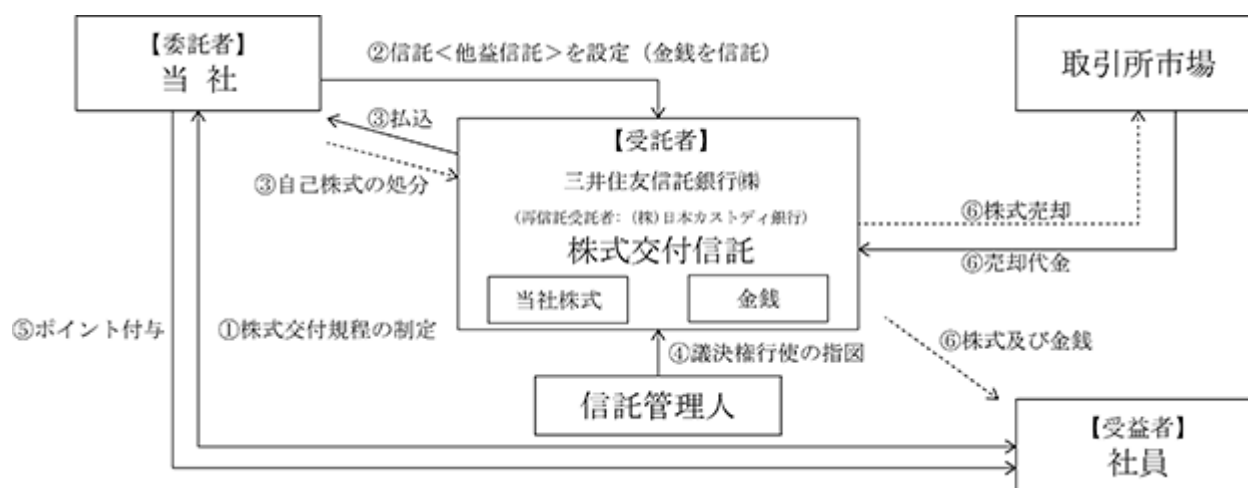 【委託者】
当 社
②信託＜他益信託＞を設定（金銭を信託）
取引所市場
③払込
③自己株式の処分
【受託者】
三井住友信託銀行㈱
（再信託受託者：（株）日本カストディ銀行）
株式交付信託
当社株式
金銭
⑥株式売却
⑥売却代金
⑤ポイント付与
①株式交付規程の制定
④議決権行使の指図
⑥株式及び金銭
信託管理人
【受益者】
社員